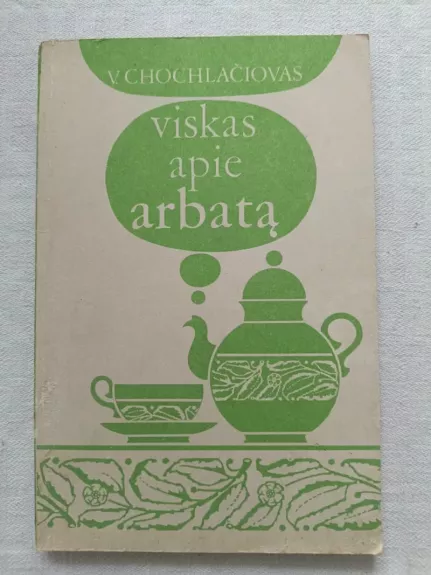 V. CHOCHLAČIOVAS
viskas
apie
arbatą